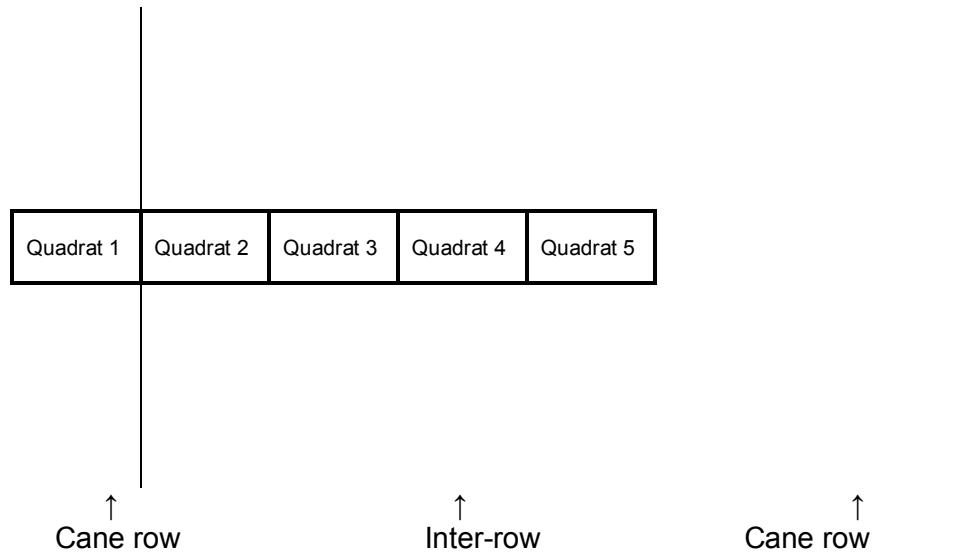 Quadrat 1 Quadrat 2 Quadrat 3 Quadrat 4 Quadrat 5
↑ ↑ ↑
Cane row Inter-row Cane row